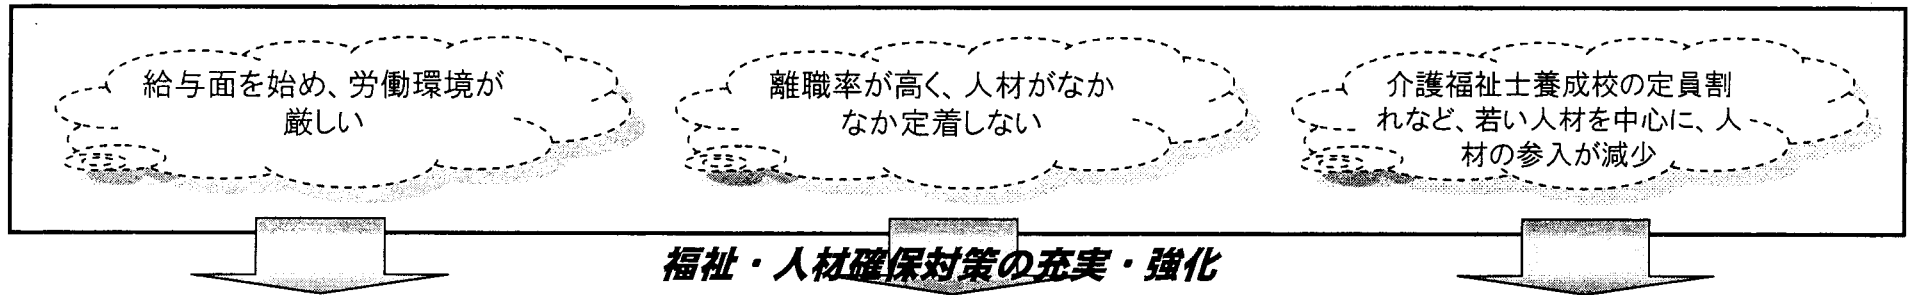 給与面を始め、労働環境が
厳しい
離職率が高く、人材がなか
なか定着しない
介護福祉士養成校の定員割
れなど、若い人材を中心に、人
材の参入が減少
福祉・人材確保対策の充実・強化